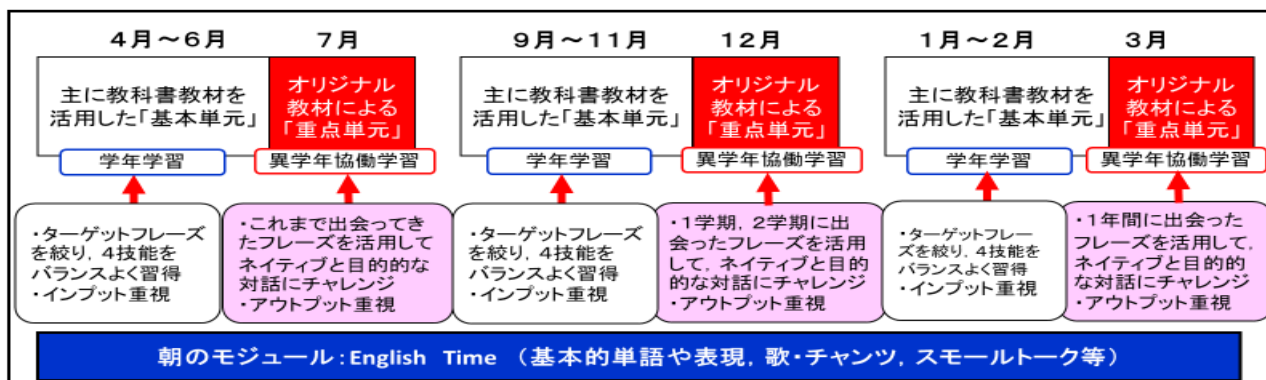 4月～6月
7月
9月～11月
12月
1月～2月
3月
主に教科書教材を
活用した「基本単元」
オリジナル
教材による
「重点単元」
主に教科書教材を
活用した「基本単元」
オリジナル
教材による
「重点単元」
主に教科書教材を
活用した「基本単元」
オリジナル
教材による
「重点単元」
学年学習
異学年協働学習
学年学習
異学年協働学習
学年学習
異学年協働学習
・ターゲットフレーズ
を絞り，4技能を
バランスよく習得
・インプット重視
・これまで出会ってき
たフレーズを活用して
ネイティブと目的的な
対話にチャレンジ
・アウトプット重視
・ターゲットフレーズ
を絞り，4技能を
バランスよく習得
・インプット重視
・1学期，2学期に出
会ったフレーズを活用
して，ネイティブと目的
的な対話にチャレンジ
・アウトプット重視
・ターゲットフレー
ズを絞り，4技能を
バランスよく習得
・インプット重視
・1年間に出会った
フレーズを活用して，
ネイティブと目的的
な対話にチャレンジ
・アウトプット重視
朝のモジュール：English Time （基本的単語や表現，歌・チャンツ，スモールトーク等）